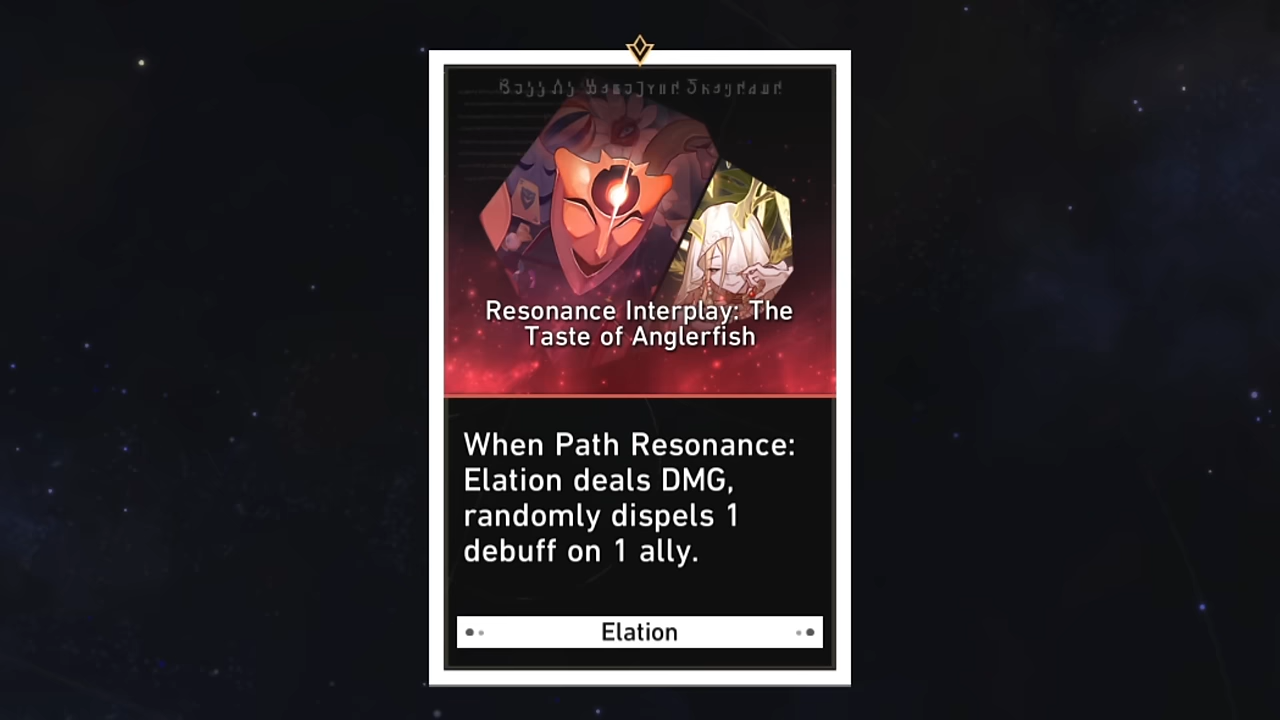 Resonance Interplay: The
Taste of Anglerfish
When Path Resonance:
Elation deals DMG,
randomly dispels 1
debuff on 1 ally.
Elation